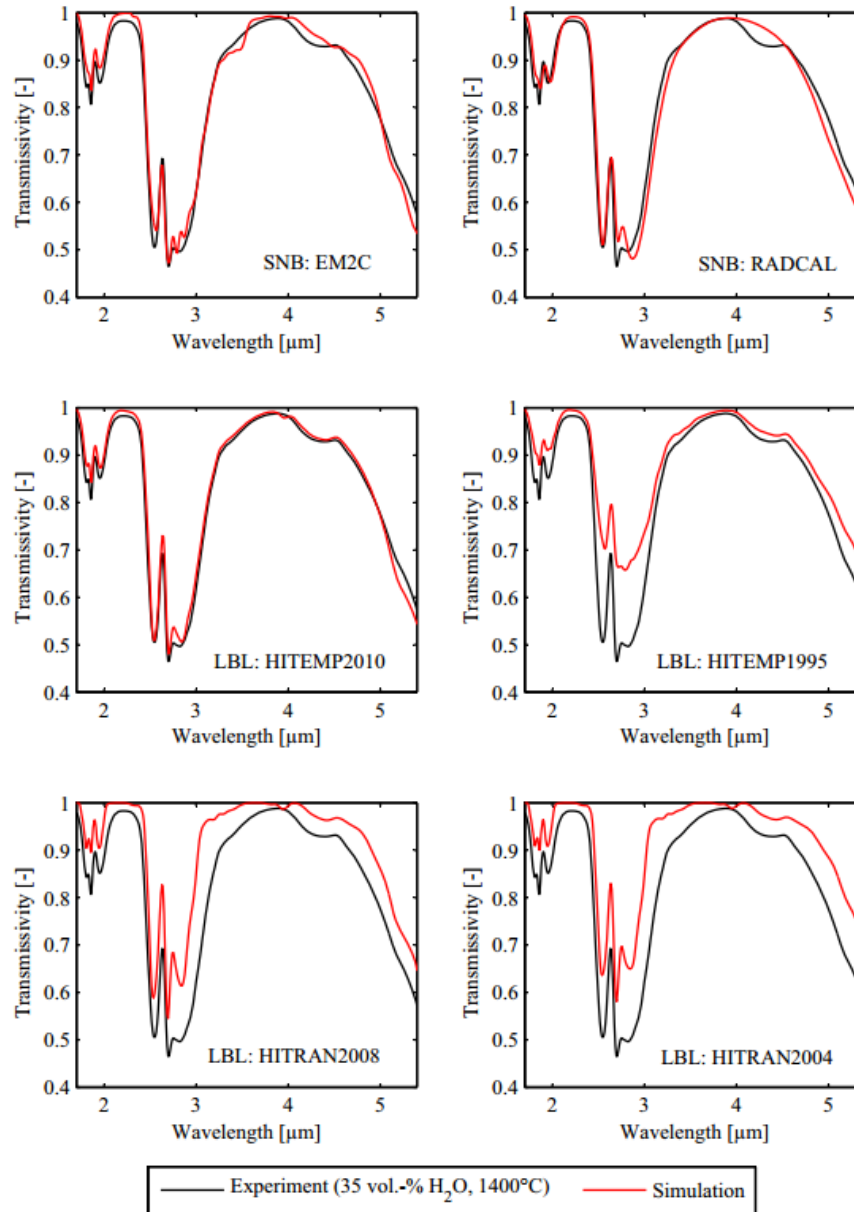 1
0.9
0.8
0.7
0.6
0.5
0.4
Transmissivity [-]
2 3 4 5
Wavelength [µm]
SNB: EM2C
1
0.9
0.8
0.7
0.6
0.5
0.4
Transmissivity [-]
2 3 4 5
Wavelength [µm]
SNB: RADCAL
1
0.9
0.8
0.7
0.6
0.5
0.4
Transmissivity [-]
2 3 4 5
Wavelength [µm]
LBL: HITEMP2010
1
0.9
0.8
0.7
0.6
0.5
0.4
Transmissivity [-]
2 3 4 5
Wavelength [µm]
LBL: HITEMP1995
1
0.9
0.8
0.7
0.6
0.5
0.4
Transmissivity [-]
2 3 4 5
Wavelength [µm]
LBL: HITRAN2008
1
0.9
0.8
0.7
0.6
0.5
0.4
Transmissivity [-]
2 3 4 5
Wavelength [µm]
LBL: HITRAN2004
Experiment (35 vol.-% H₂O, 1400°C) Simulation